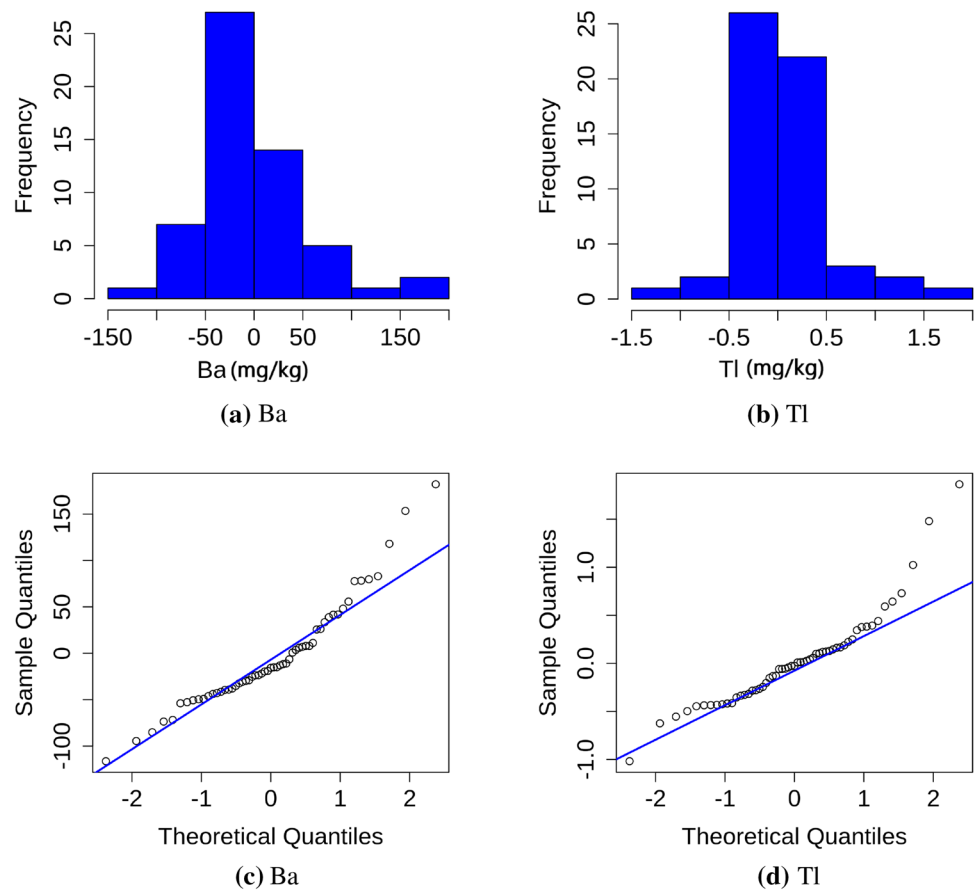 Frequency
0 5 10 15 20 25
-150 -50 0 50 150
Ba (mg/kg)
(a) Ba
Frequency
0 5 10 15 20 25
-1.5 -0.5 0.5 1.5
Tl (mg/kg)
(b) Tl
Sample Quantiles
-100 0 50 150
-2 -1 0 1 2
Theoretical Quantiles
(c) Ba
Sample Quantiles
-1.0 0.0 1.0
-2 -1 0 1 2
Theoretical Quantiles
(d) Tl